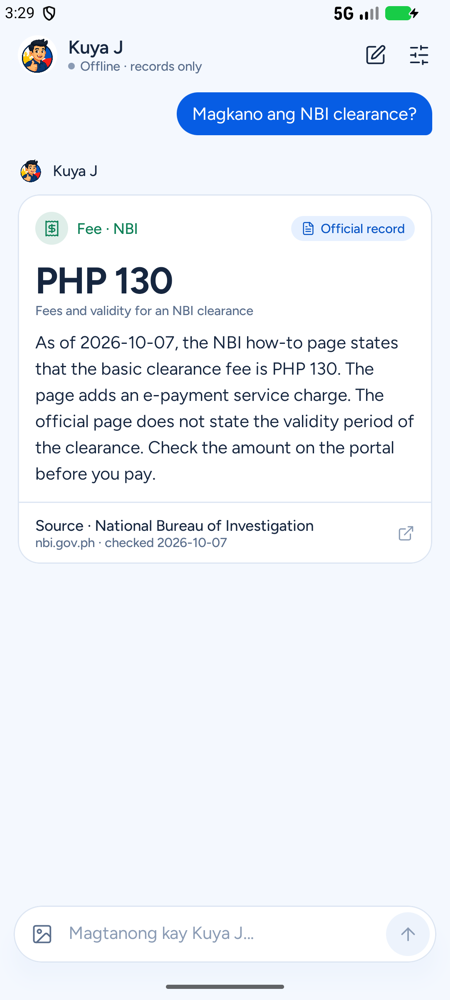 3:29
5G
Kuya J
Offline · records only
Magkano ang NBI clearance?
Kuya J
Fee · NBI
Official record
PHP 130
Fees and validity for an NBI clearance
As of 2026-10-07, the NBI how-to page states
that the basic clearance fee is PHP 130. The
page adds an e-payment service charge. The
official page does not state the validity period of
the clearance. Check the amount on the portal
before you pay.
Source · National Bureau of Investigation
nbi.gov.ph · checked 2026-10-07
Magtanong kay Kuya J...